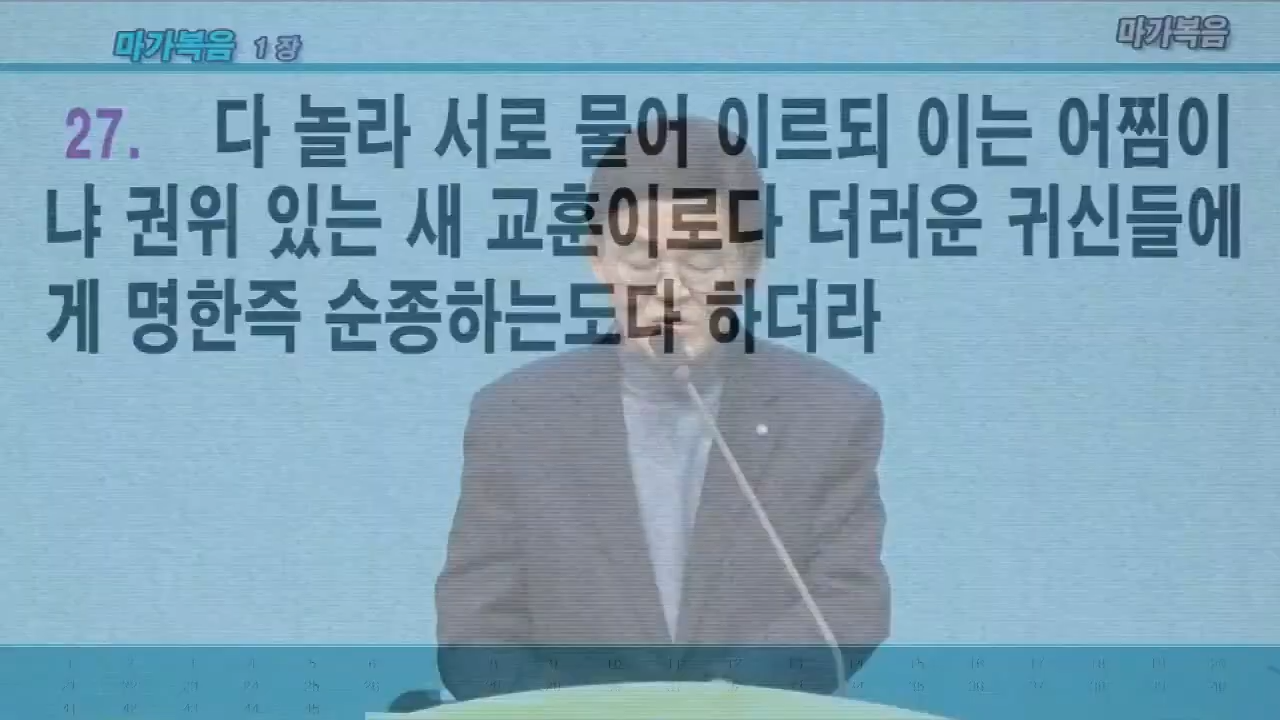 마가복음 1 장
마가복음
27. 다 놀라 서로 물어 이르되 이는 어찜이
냐 권위 있는 새 교훈이로다 더러운 귀신들에
게 명한즉 순종하는도다 하더라